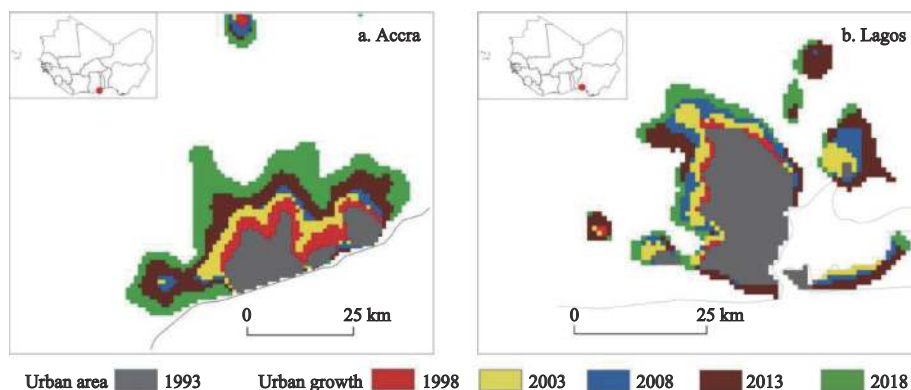 a. Accra
b. Lagos
0 25 km
0 25 km
Urban area 1993 Urban growth 1998 2003 2008 2013 2018